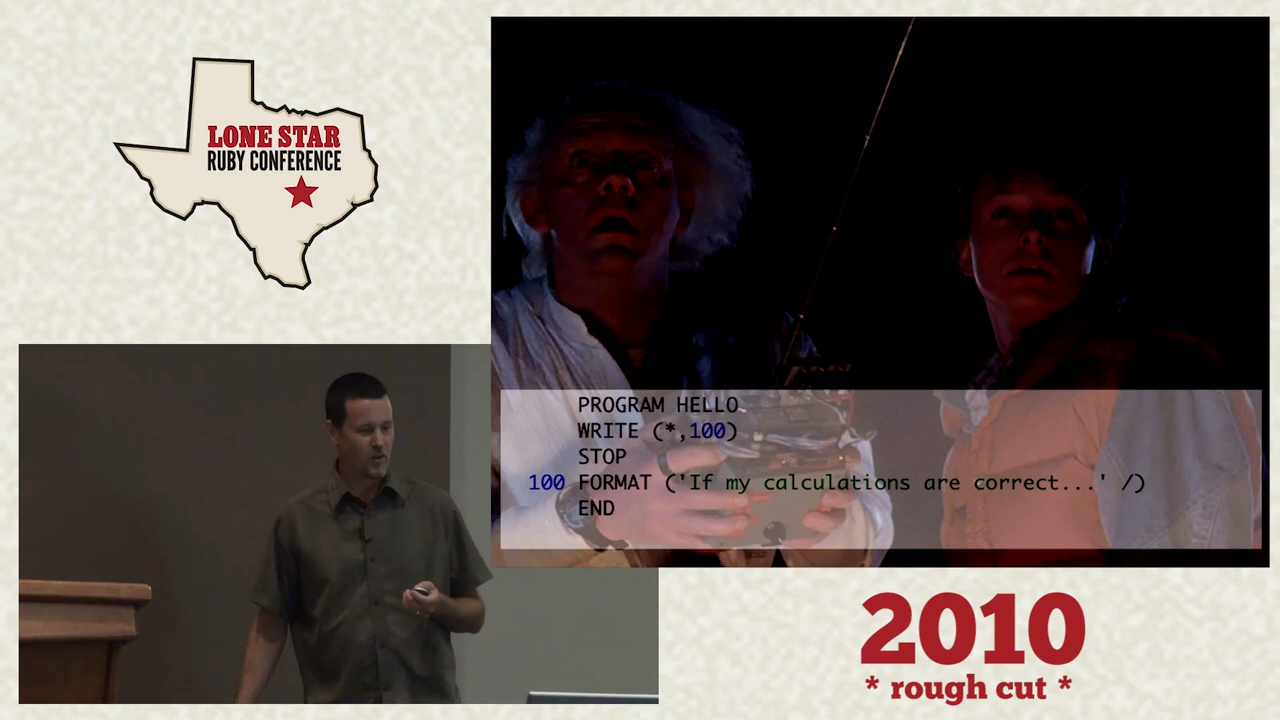 LONE STAR
RUBY CONFERENCE
PROGRAM HELLO
WRITE (*,100)
STOP
100 FORMAT ('If my calculations are correct...' /)
END
2010
* rough cut *